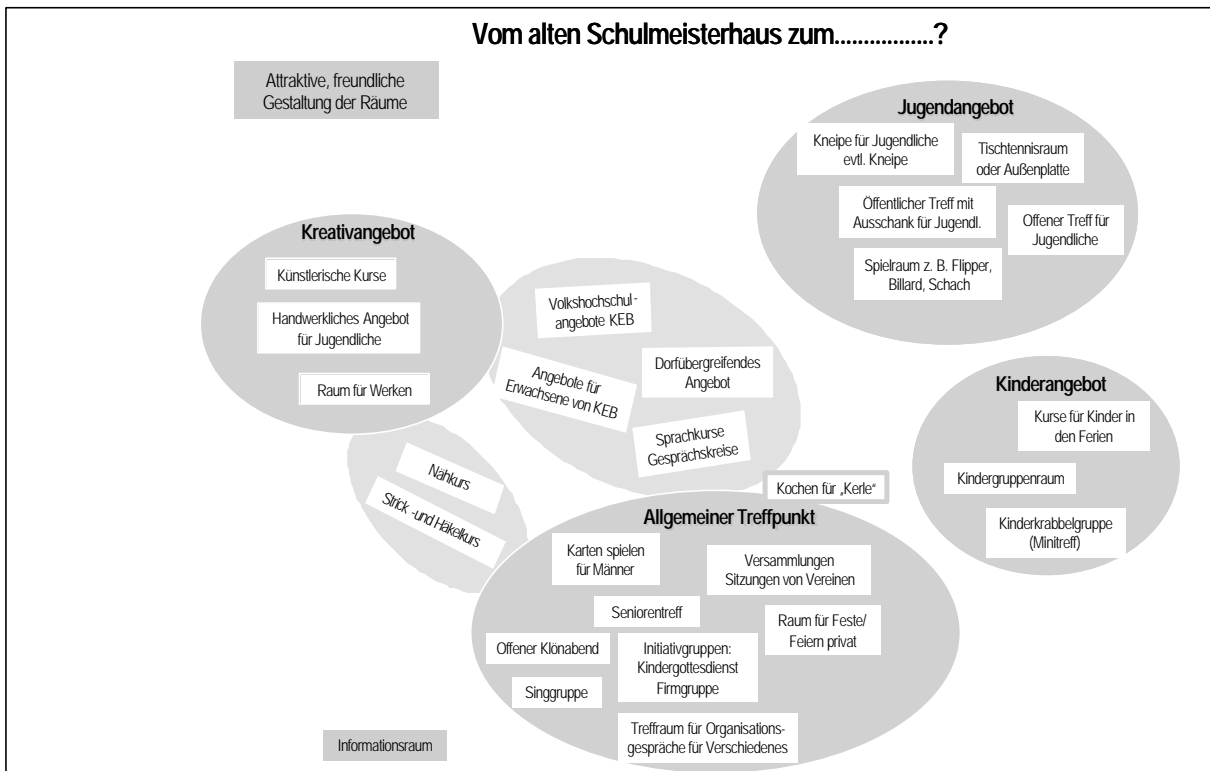 Vom alten Schulmeisterhaus zum.................?
Attraktive, freundliche
Gestaltung der Räume
Jugendangebot
Kneipe für Jugendliche
evtl. Kneipe
Tischtennisraum
oder Außenplatte
Öffentlicher Treff mit
Ausschank für Jugendl.
Offener Treff für
Jugendliche
Spielraum z. B. Flipper,
Billard, Schach
Kreativangebot
Künstlerische Kurse
Handwerkliches Angebot
für Jugendliche
Raum für Werken
Volkshochschul-
angebote KEB
Angebote für
Erwachsene von KEB
Dorfübergreifendes
Angebot
Sprachkurse
Gesprächskreise
Kinderangebot
Kurse für Kinder in
den Ferien
Kindergruppenraum
Kinderkrabbelgruppe
(Minitreff)
Nähkurs
Strick -und Häkelkurs
Kochen für „Kerle“
Allgemeiner Treffpunkt
Karten spielen
für Männer
Versammlungen
Sitzungen von Vereinen
Seniorentreff
Raum für Feste/
Feiern privat
Offener Klönabend
Initiativgruppen:
Kindergottesdienst
Firmgruppe
Singgruppe
Treffraum für Organisations-
gespräche für Verschiedenes
Informationsraum